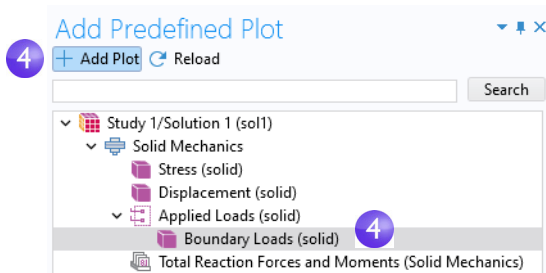 Add Predefined Plot
4 Add Plot Reload
Search
Study 1/Solution 1 (sol1)
Solid Mechanics
Stress (solid)
Displacement (solid)
Applied Loads (solid)
Boundary Loads (solid) 4
Total Reaction Forces and Moments (Solid Mechanics)